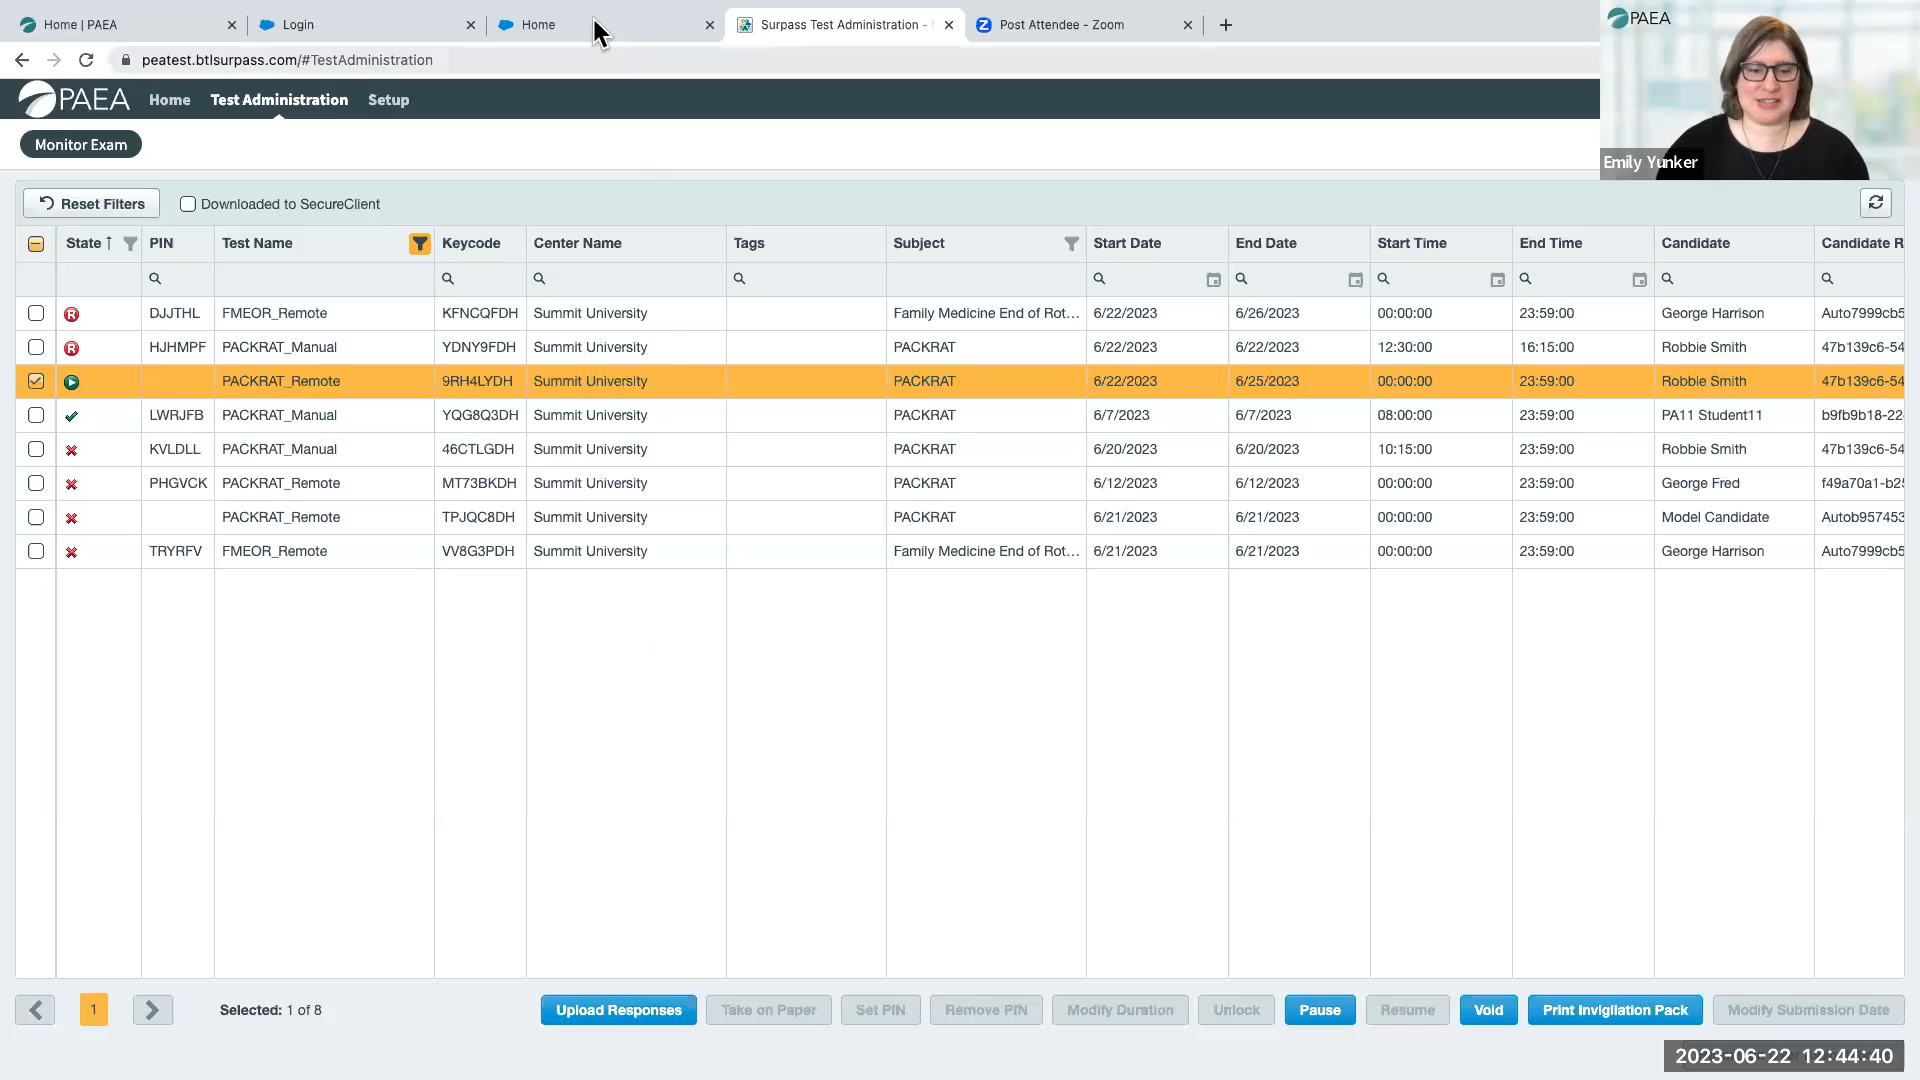 Home | PAEA
Login
Home
Surpass Test Administration -
Post Attendee - Zoom
peatest.btlsurpass.com/#TestAdministration
PAEA Home Test Administration Setup
PAEA
Monitor Exam
Emily Yunker
Reset Filters Downloaded to SecureClient
State PIN Test Name Keycode Center Name Tags Subject Start Date End Date Start Time End Time Candidate Candidate R
R DJJTHL FMEOR_Remote KFNCQFDH Summit University Family Medicine End of Rot... 6/22/2023 6/26/2023 00:00:00 23:59:00 George Harrison Auto7999cb5
R HJHMPF PACKRAT_Manual YDNY9FDH Summit University PACKRAT 6/22/2023 6/22/2023 12:30:00 16:15:00 Robbie Smith 47b139c6-54
PACKRAT_Remote 9RH4LYDH Summit University PACKRAT 6/22/2023 6/25/2023 00:00:00 23:59:00 Robbie Smith 47b139c6-54
LWRJFB PACKRAT_Manual YQG8Q3DH Summit University PACKRAT 6/7/2023 6/7/2023 08:00:00 23:59:00 PA11 Student11 b9fb9b18-22
KVLDLL PACKRAT_Manual 46CTLGDH Summit University PACKRAT 6/20/2023 6/20/2023 10:15:00 23:59:00 Robbie Smith 47b139c6-54
PHGVCK PACKRAT_Remote MT73BKDH Summit University PACKRAT 6/12/2023 6/12/2023 00:00:00 23:59:00 George Fred f49a70a1-b25
PACKRAT_Remote TPJQC8DH Summit University PACKRAT 6/21/2023 6/21/2023 00:00:00 23:59:00 Model Candidate Autob957453
TRYRFV FMEOR_Remote VV8G3PDH Summit University Family Medicine End of Rot... 6/21/2023 6/21/2023 00:00:00 23:59:00 George Harrison Auto7999cb5
1 Selected: 1 of 8 Upload Responses Take on Paper Set PIN Remove PIN Modify Duration Unlock Pause Resume Void Print Invigilation Pack Modify Submission Date
2023-06-22 12:44:40